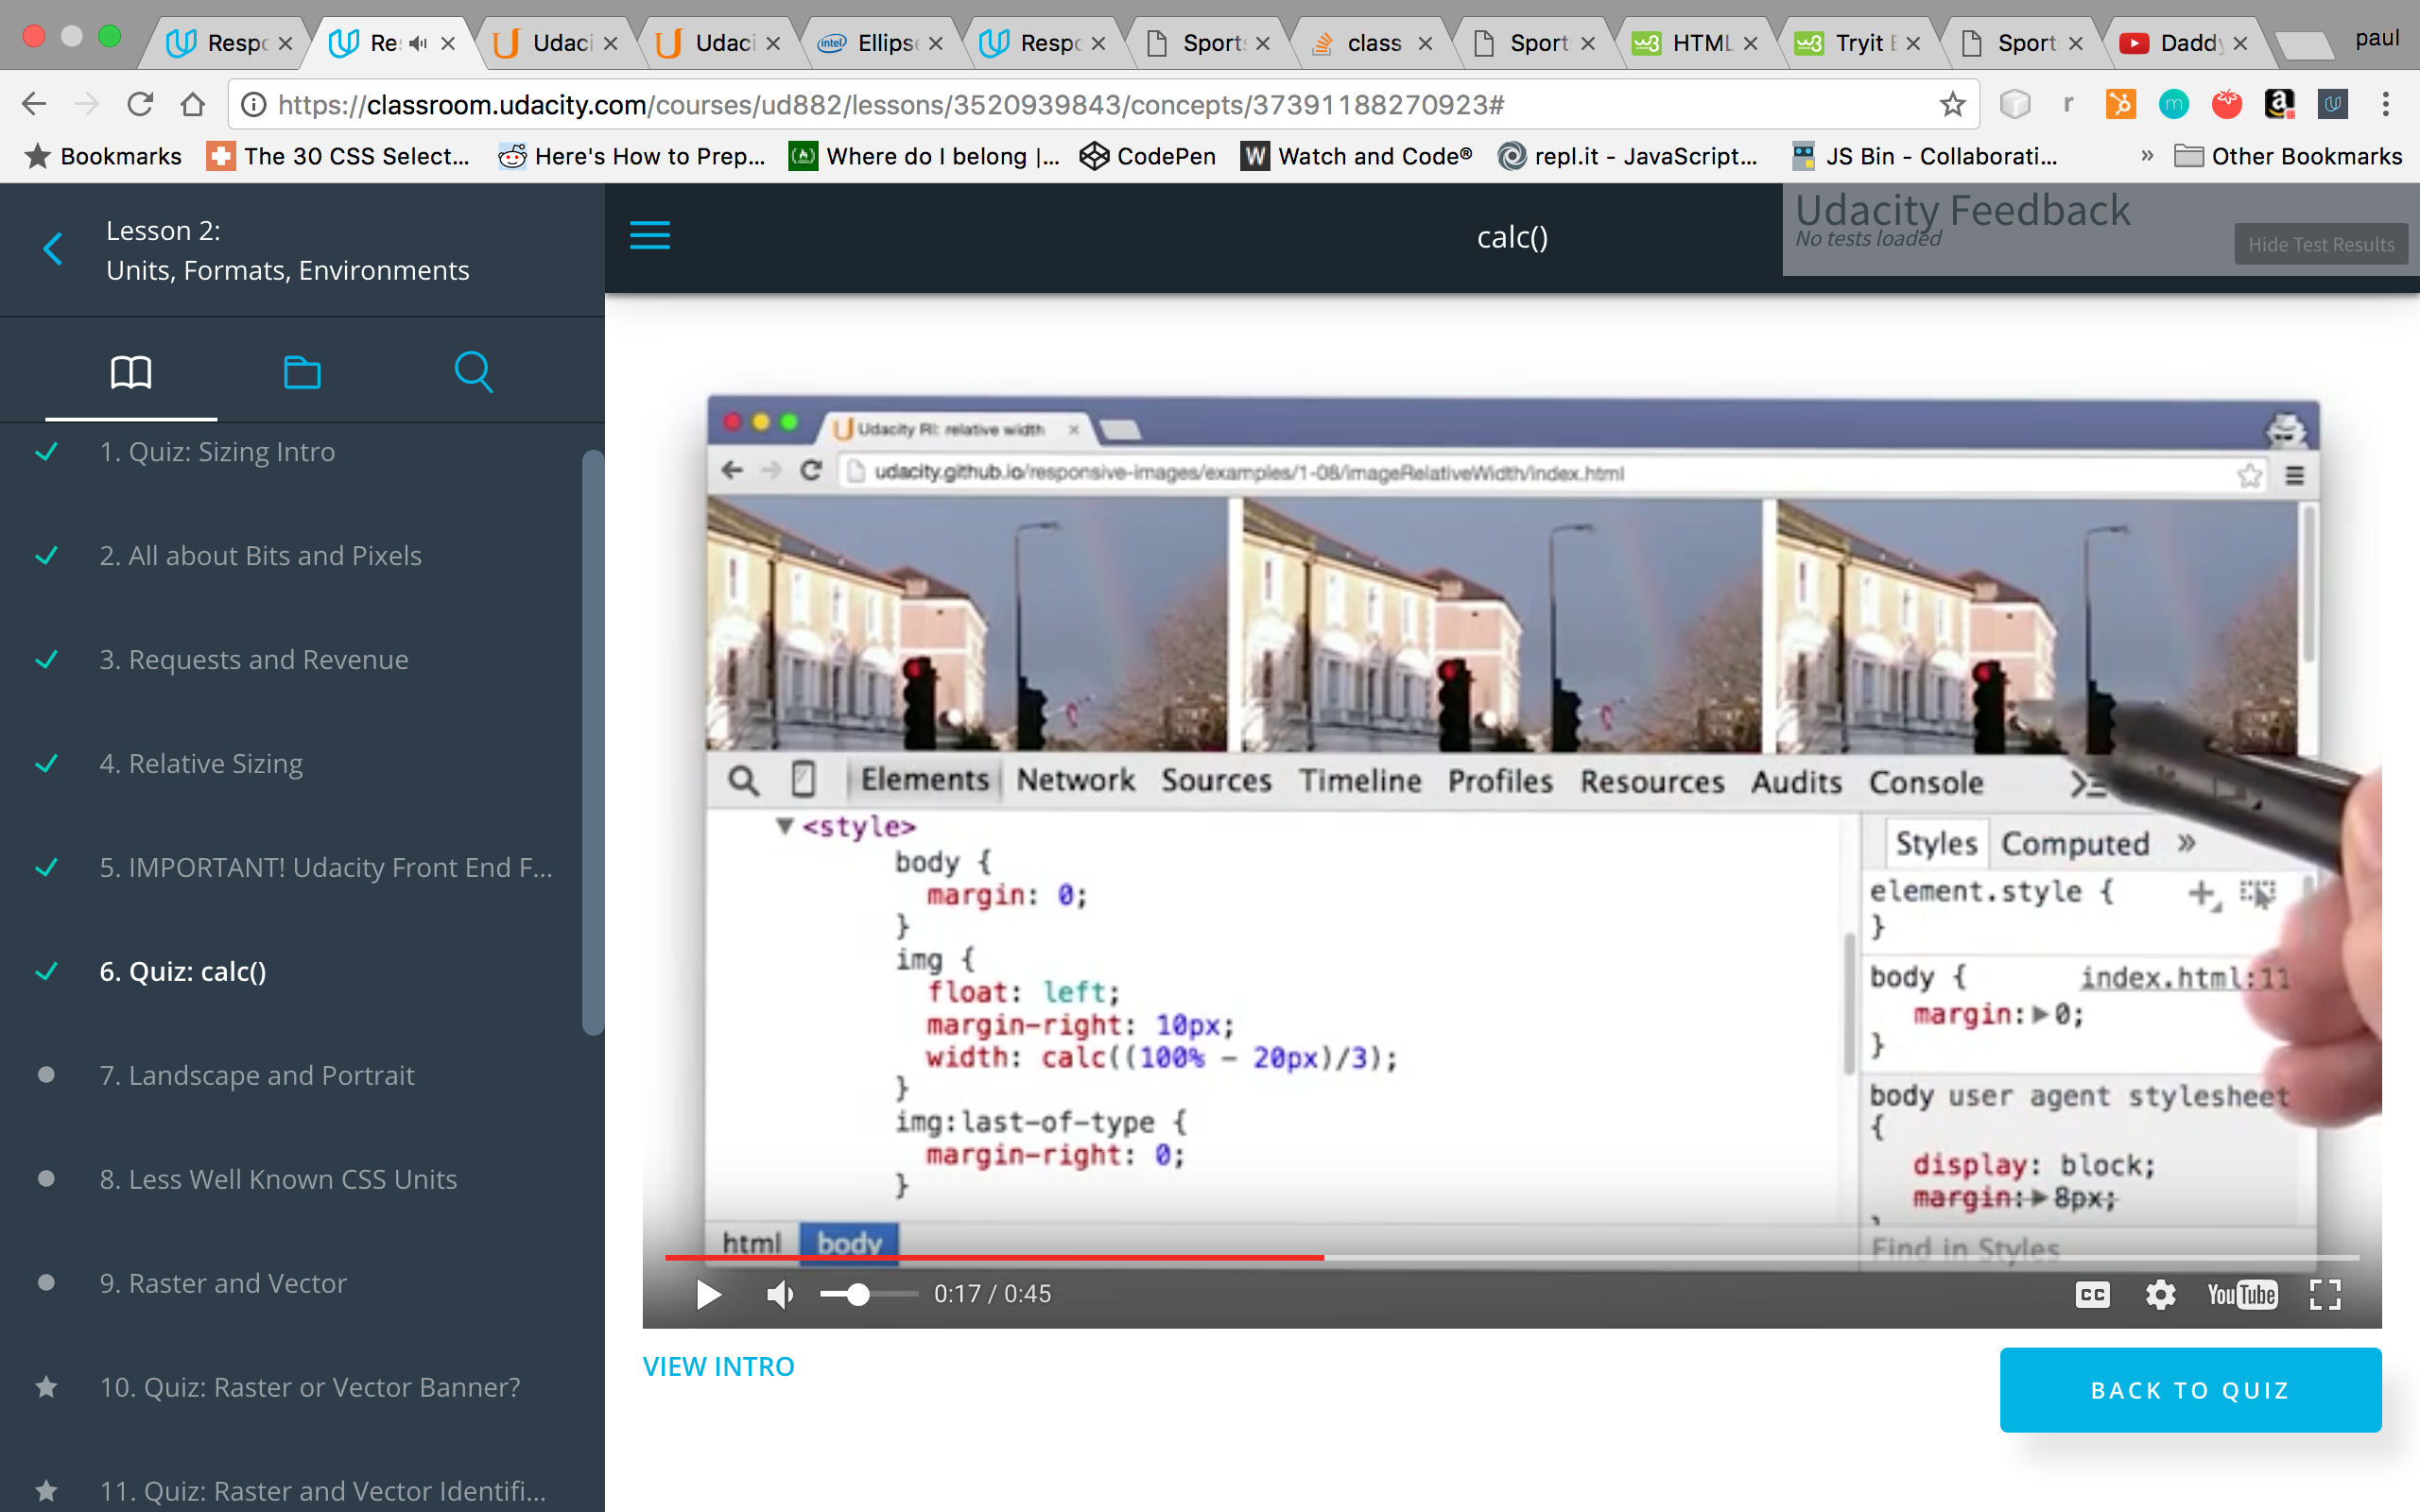 Respo
Re
Udaci
Udaci
Ellips
Respo
Sport
class
Sport
HTML
Tryit E
Sport
Daddy
paul
https://classroom.udacity.com/courses/ud882/lessons/3520939843/concepts/37391188270923#
Bookmarks
The 30 CSS Select...
Here's How to Prep...
Where do I belong |...
CodePen
Watch and Code®
repl.it - JavaScript...
JS Bin - Collaborati...
»
Other Bookmarks
Lesson 2:
Units, Formats, Environments
calc()
Udacity Feedback
No tests loaded
Hide Test Results
1. Quiz: Sizing Intro
2. All about Bits and Pixels
3. Requests and Revenue
4. Relative Sizing
5. IMPORTANT! Udacity Front End F...
6. Quiz: calc()
7. Landscape and Portrait
8. Less Well Known CSS Units
9. Raster and Vector
10. Quiz: Raster or Vector Banner?
11. Quiz: Raster and Vector Identifi...
Udacity RI: relative width
udacity.github.io/responsive-images/examples/1-08/imageRelativeWidth/index.html
Elements Network Sources Timeline Profiles Resources Audits Console
<style>
body {
margin: 0;
}
img {
float: left;
margin-right: 10px;
width: calc((100% - 20px)/3);
}
img:last-of-type {
margin-right: 0;
}
html body
Styles Computed »
element.style {
}
body { index.html:11
margin: 0;
}
body user agent stylesheet
{
display: block;
margin: 8px;
Find in Styles
0:17 / 0:45
CC
YouTube
VIEW INTRO
BACK TO QUIZ